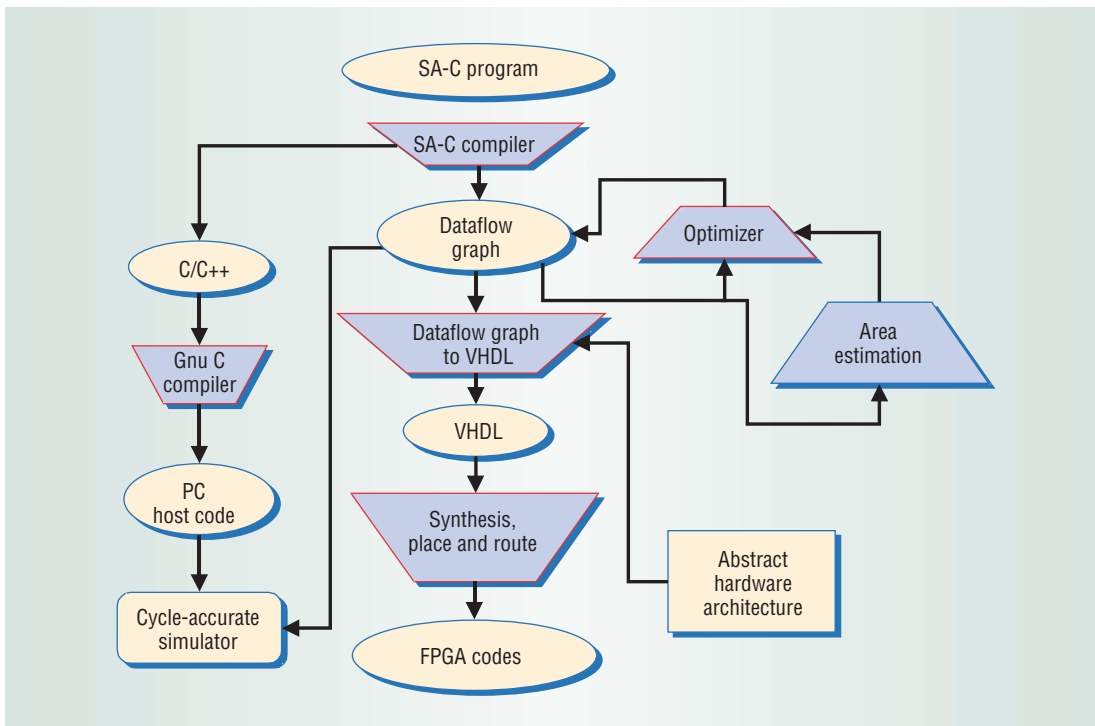 SA-C program
SA-C compiler
Dataflow
graph
Optimizer
C/C++
Dataflow graph
to VHDL
Area
estimation
Gnu C
compiler
VHDL
PC
host code
Synthesis,
place and route
Abstract
hardware
architecture
Cycle-accurate
simulator
FPGA codes